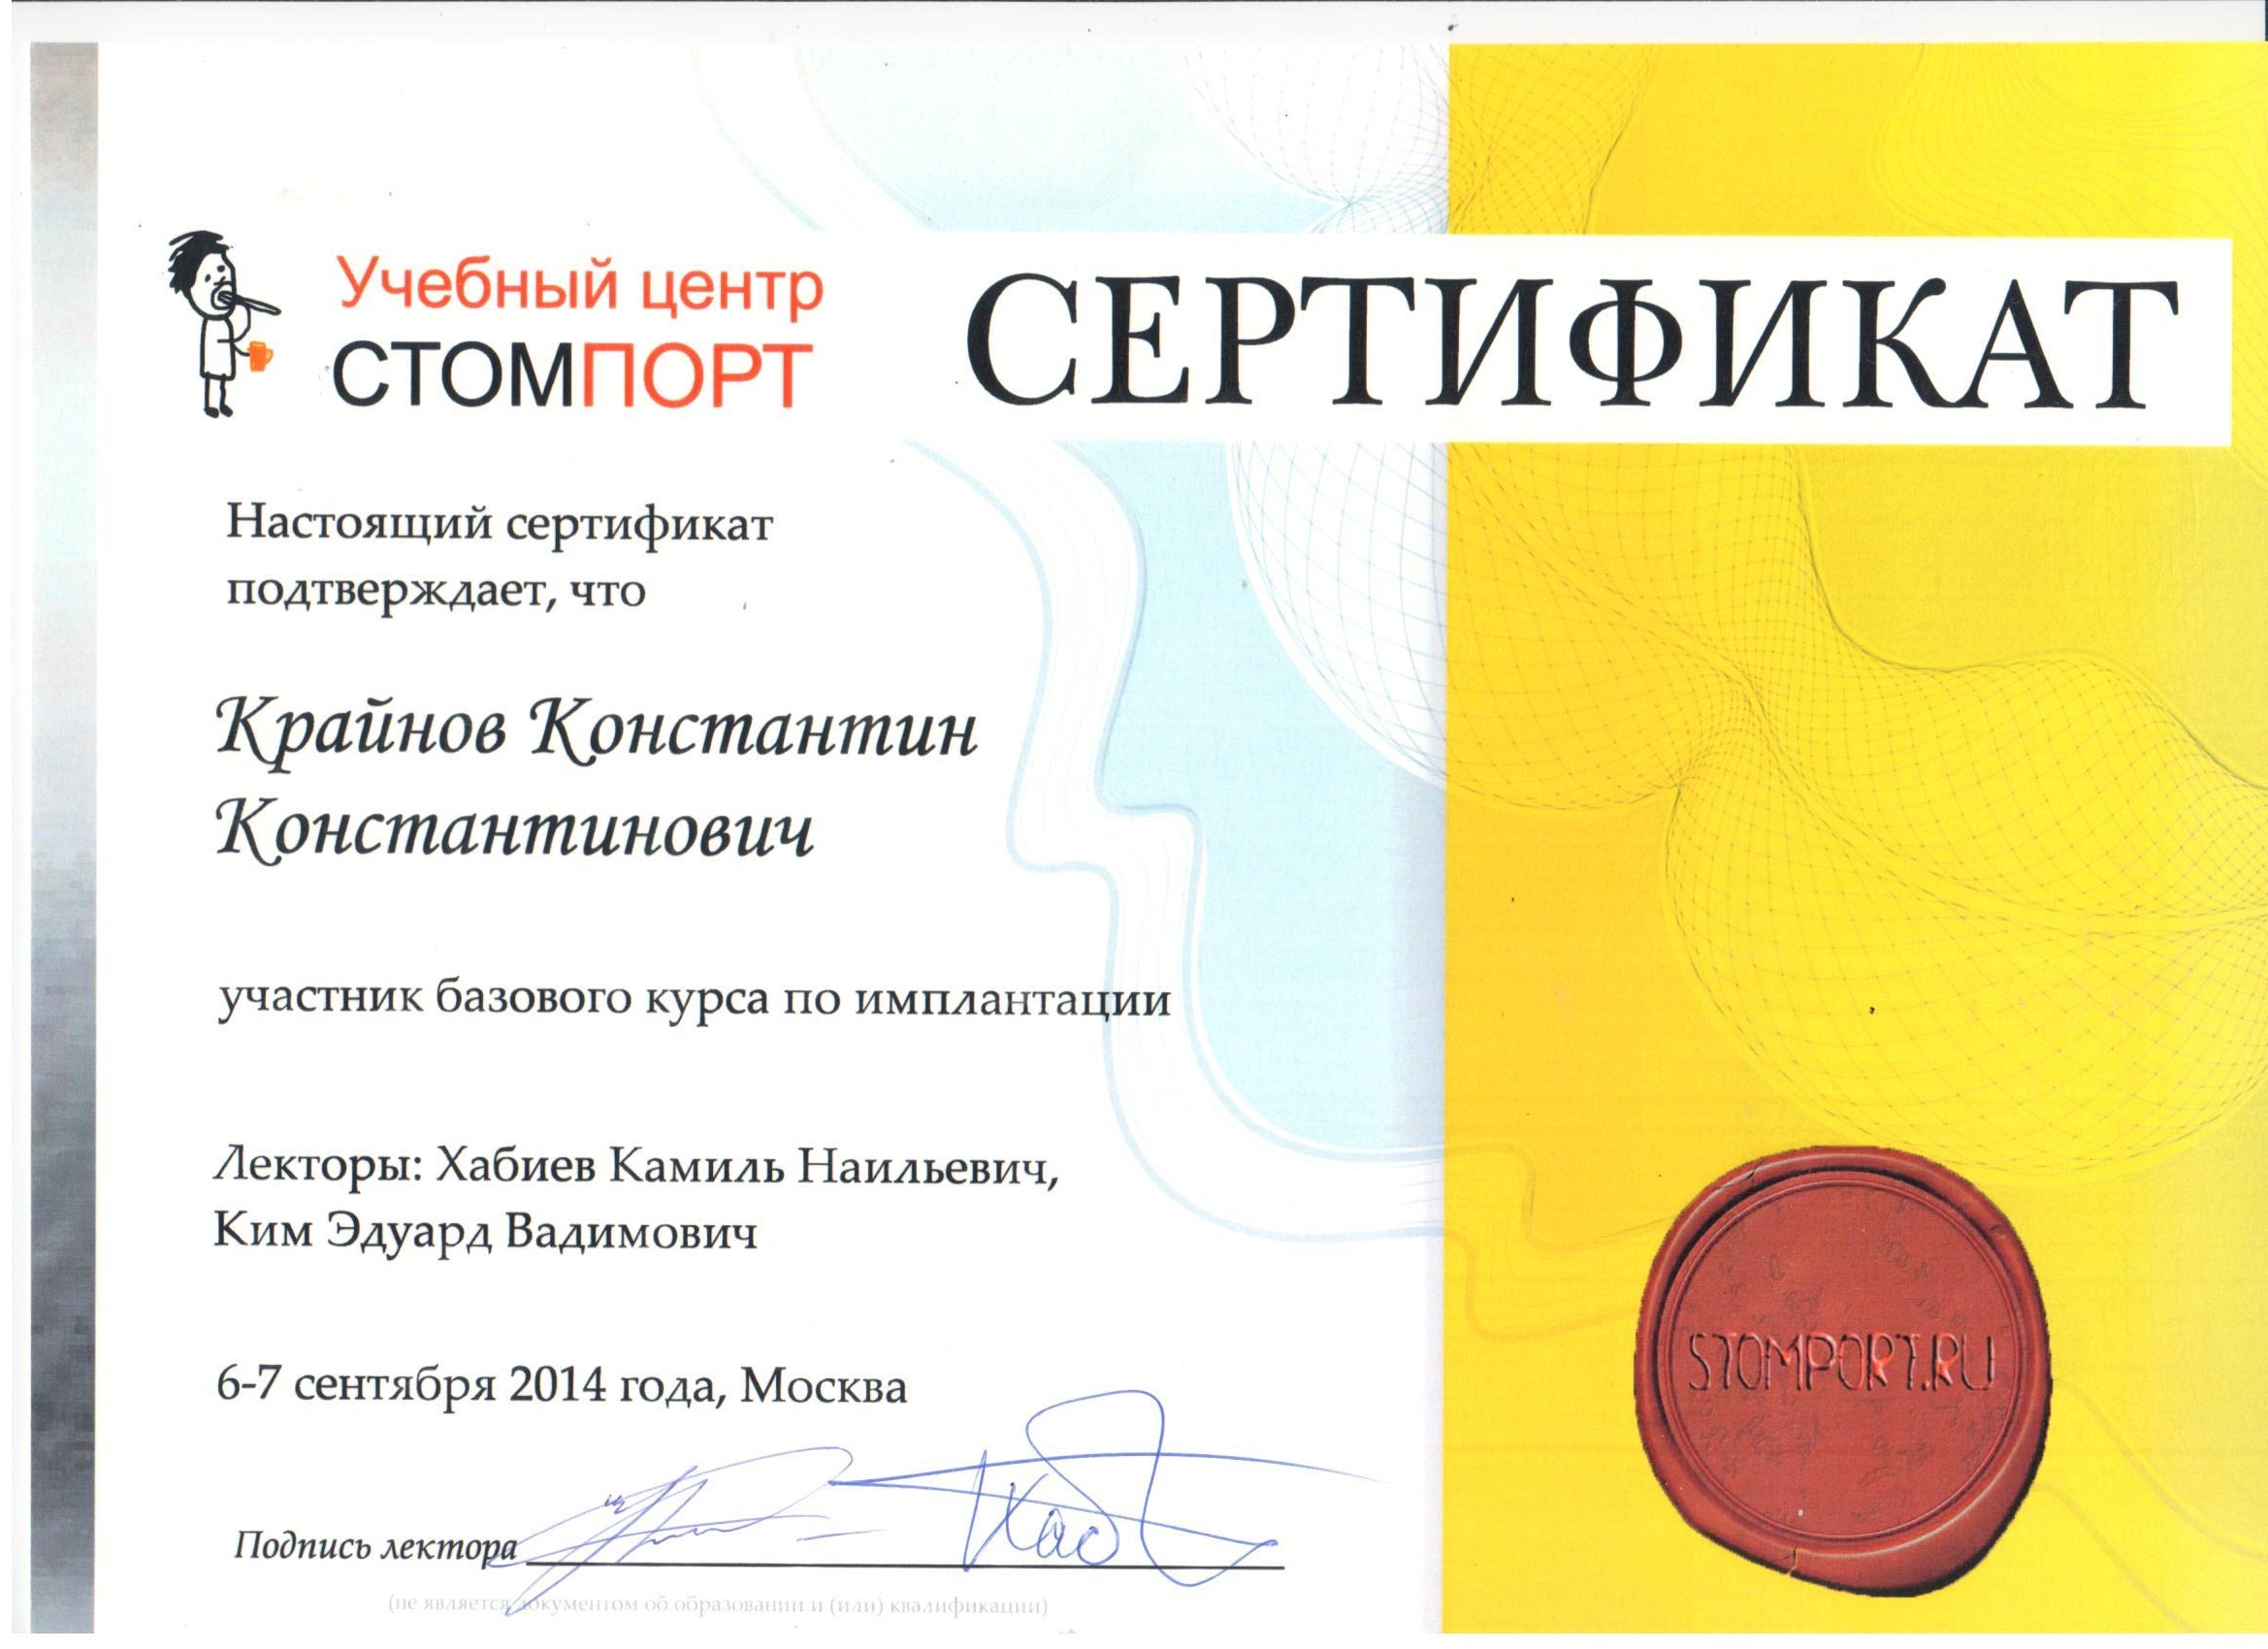 Учебный центр
СТОМПОРТ
СЕРТИФИКАТ
Настоящий сертификат
подтверждает, что
Крайнов Константин
Константинович
участник базового курса по имплантации
Лекторы: Хабиев Камиль Наильевич,
Ким Эдуард Вадимович
6-7 сентября 2014 года, Москва
STOMPORT.RU
Подпись лектора
(не является документом об образовании и (или) квалификации)